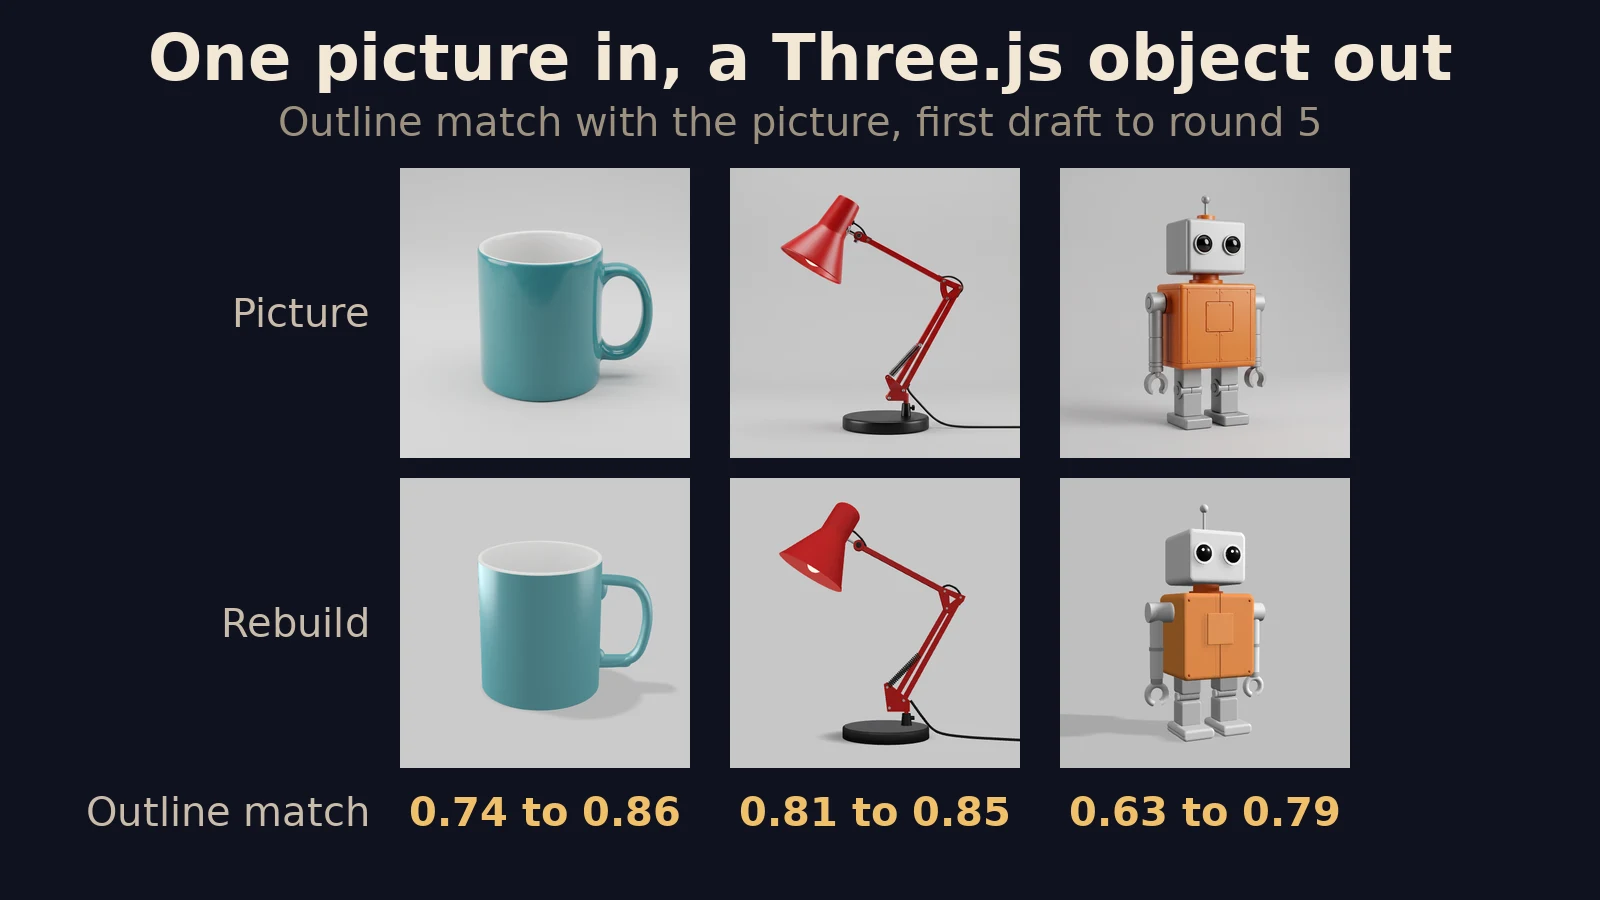 One picture in, a Three.js object out
Outline match with the picture, first draft to round 5
Picture
Rebuild
Outline match 0.74 to 0.86 0.81 to 0.85 0.63 to 0.79